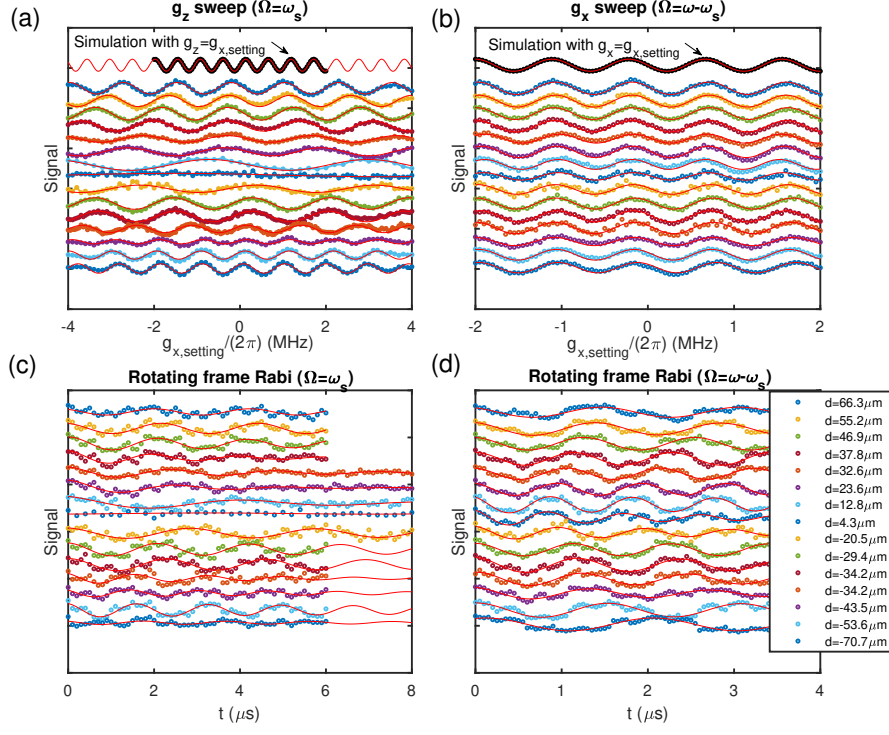 (a)
g_z sweep (Ω=ω_s)
Simulation with g_z=g_x,setting
Signal
-4 -2 0 2 4
g_x,setting/(2π) (MHz)
(b)
g_x sweep (Ω=ω-ω_s)
Simulation with g_x=g_x,setting
Signal
-2 -1 0 1 2
g_x,setting/(2π) (MHz)
(c)
Rotating frame Rabi (Ω=ω_s)
Signal
0 2 4 6 8
t (μs)
(d)
Rotating frame Rabi (Ω=ω-ω_s)
Signal
0 1 2 3 4
t (μs)
d=66.3μm
d=55.2μm
d=46.9μm
d=37.8μm
d=32.6μm
d=23.6μm
d=12.8μm
d=4.3μm
d=-20.5μm
d=-29.4μm
d=-34.2μm
d=-34.2μm
d=-43.5μm
d=-53.6μm
d=-70.7μm